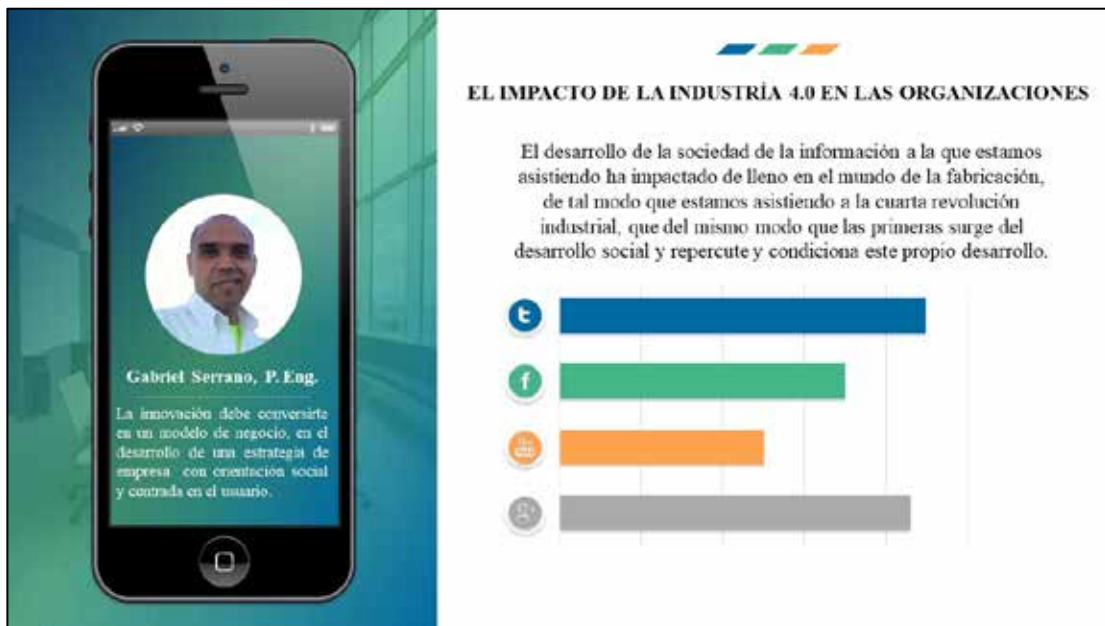 Gabriel Serrano, P. Eng.
La innovación debe conversirte
en un modelo de negocio, en el
desarrollo de una estrategia de
empresa con orientación social
y centrada en el usuario.
EL IMPACTO DE LA INDUSTRÍA 4.0 EN LAS ORGANIZACIONES
El desarrollo de la sociedad de la información a la que estamos
asistiendo ha impactado de lleno en el mundo de la fabricación,
de tal modo que estamos asistiendo a la cuarta revolución
industrial, que del mismo modo que las primeras surge del
desarrollo social y repercute y condiciona este propio desarrollo.
t
f
g+